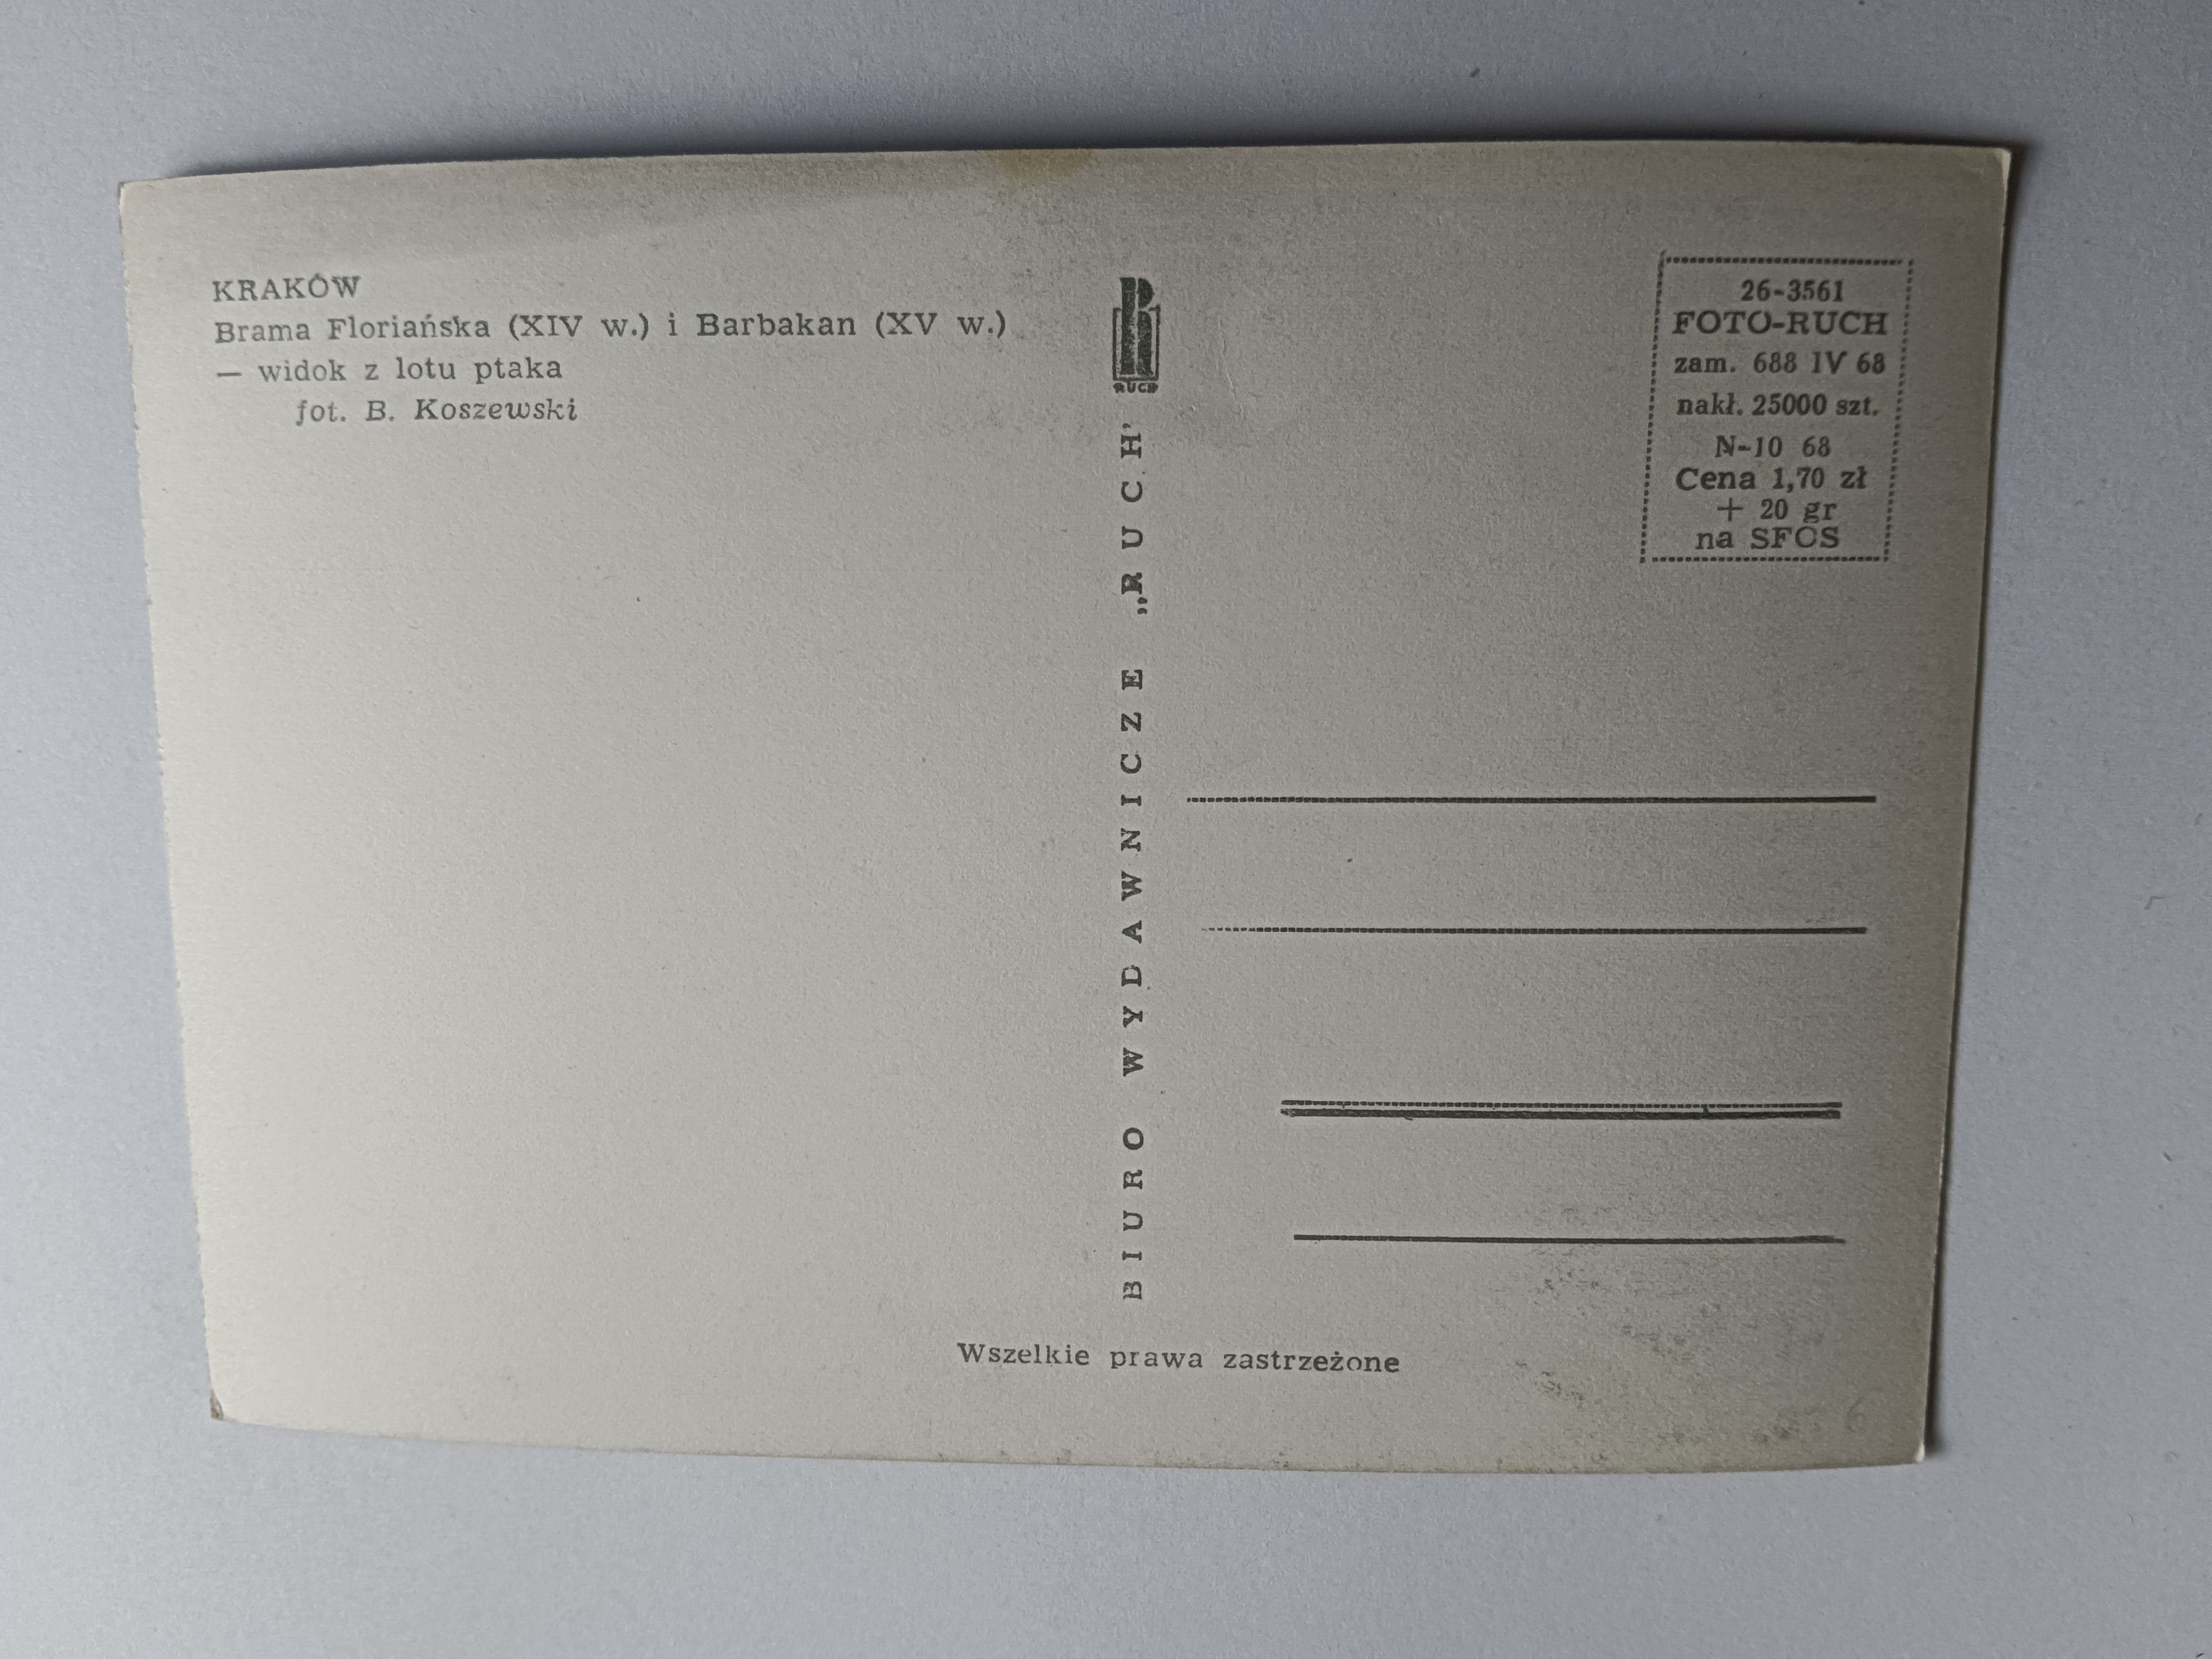 KRAKÓW
Brama Floriańska (XIV w.) i Barbakan (XV w.)
— widok z lotu ptaka
fot. B. Koszewski
RUCH
BIURO WYDAWNICZE „RUCH"
26-3561
FOTO-RUCH
zam. 688 IV 68
nakł. 25000 szt.
N-10 68
Cena 1,70 zł
+ 20 gr
na SFOS
Wszelkie prawa zastrzeżone